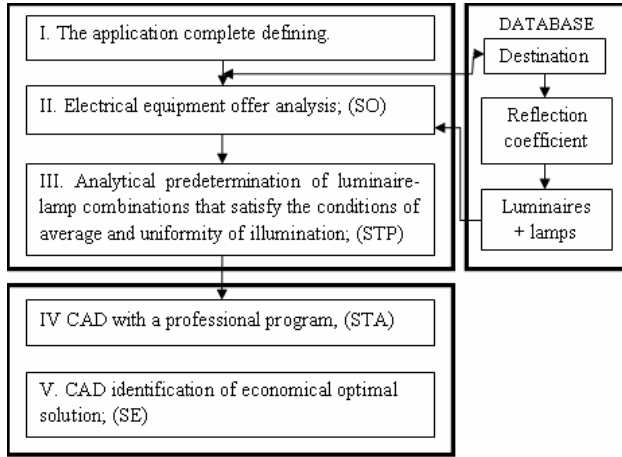 I. The application complete defining.
II. Electrical equipment offer analysis; (SO)
III. Analytical predetermination of luminaire-
lamp combinations that satisfy the conditions of
average and uniformity of illumination; (STP)
IV CAD with a professional program, (STA)
V. CAD identification of economical optimal
solution; (SE)
DATABASE
Destination
Reflection
coefficient
Luminaires
+ lamps